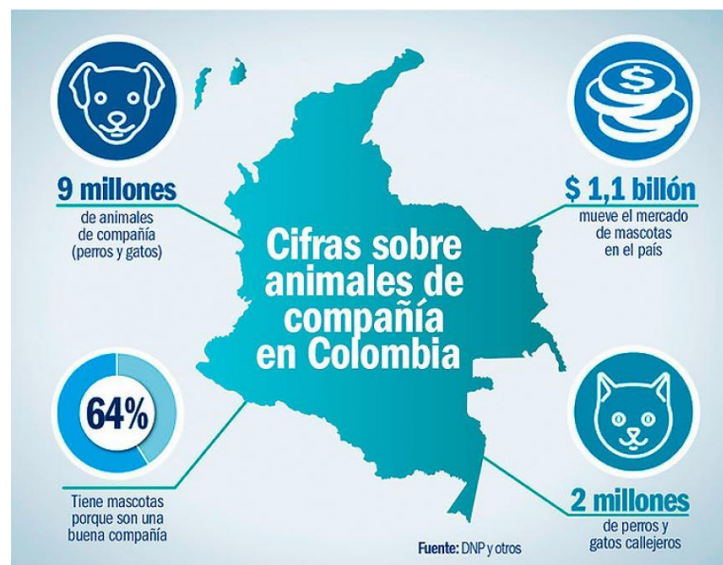 9 millones
de animales
de compañía
(perros y gatos)
$
$ 1,1 billón
mueve el mercado
de mascotas
en el país
Cifras sobre
animales de
compañía
en Colombia
64%
Tiene mascotas
porque son una
buena compañía
2 millones
de perros y
gatos callejeros
Fuente: DNP y otros